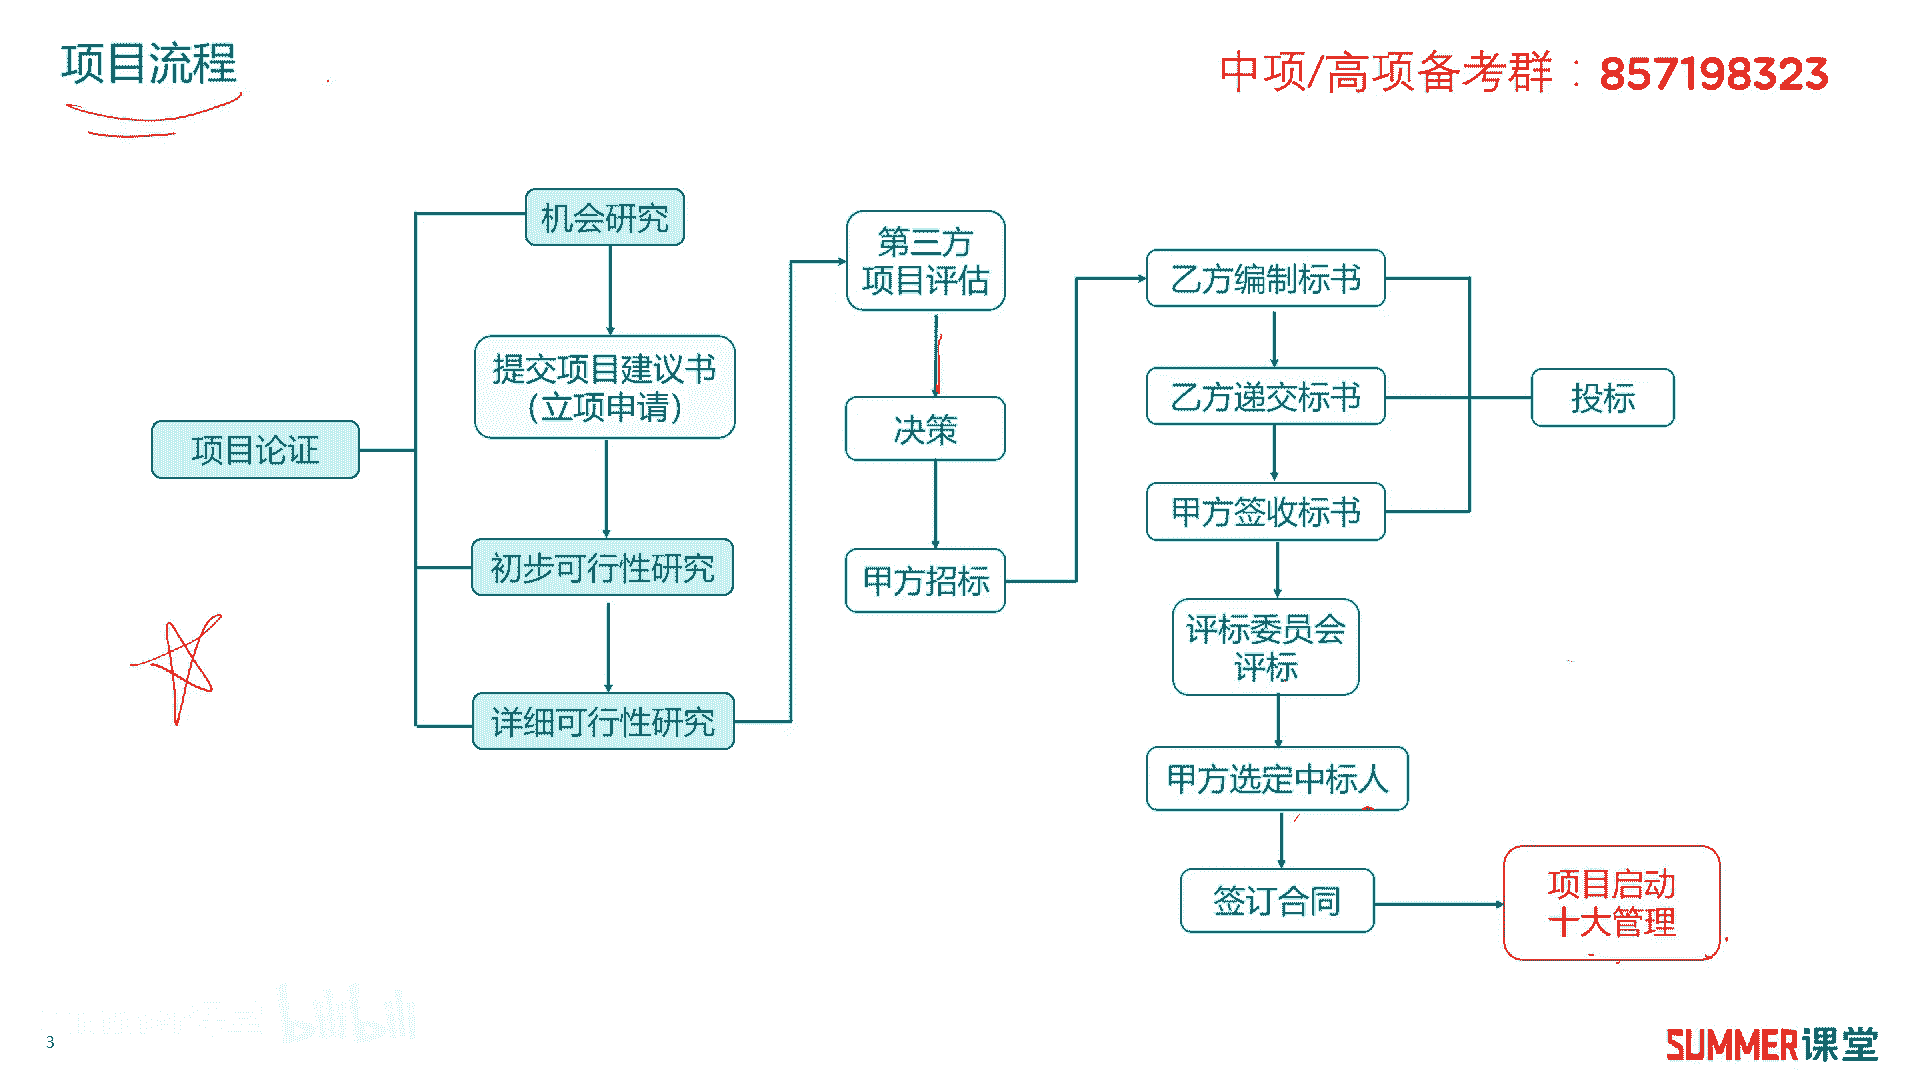 项目流程
中项/高项备考群：857198323
机会研究
提交项目建议书
（立项申请）
项目论证
初步可行性研究
详细可行性研究
第三方
项目评估
决策
甲方招标
乙方编制标书
乙方递交标书
甲方签收标书
投标
评标委员会
评标
甲方选定中标人
签订合同
项目启动
十大管理
3
bilibili
SUMMER课堂